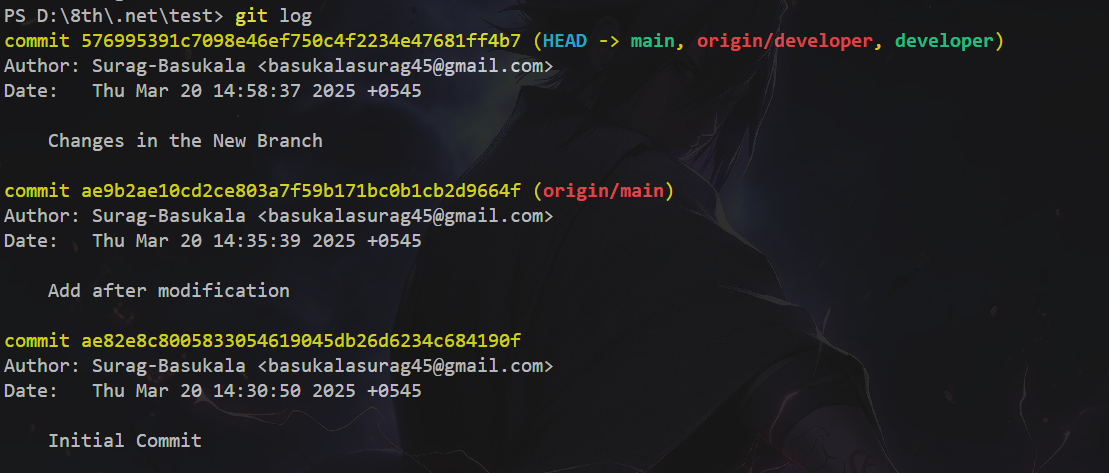 PS D:\8th\.net\test> git log
commit 576995391c7098e46ef750c4f2234e47681ff4b7 (HEAD -> main, origin/developer, developer)
Author: Surag-Basukala <basukalasurag45@gmail.com>
Date:   Thu Mar 20 14:58:37 2025 +0545
    Changes in the New Branch
commit ae9b2ae10cd2ce803a7f59b171bc0b1cb2d9664f (origin/main)
Author: Surag-Basukala <basukalasurag45@gmail.com>
Date:   Thu Mar 20 14:35:39 2025 +0545
    Add after modification
commit ae82e8c8005833054619045db26d6234c684190f
Author: Surag-Basukala <basukalasurag45@gmail.com>
Date:   Thu Mar 20 14:30:50 2025 +0545
    Initial Commit